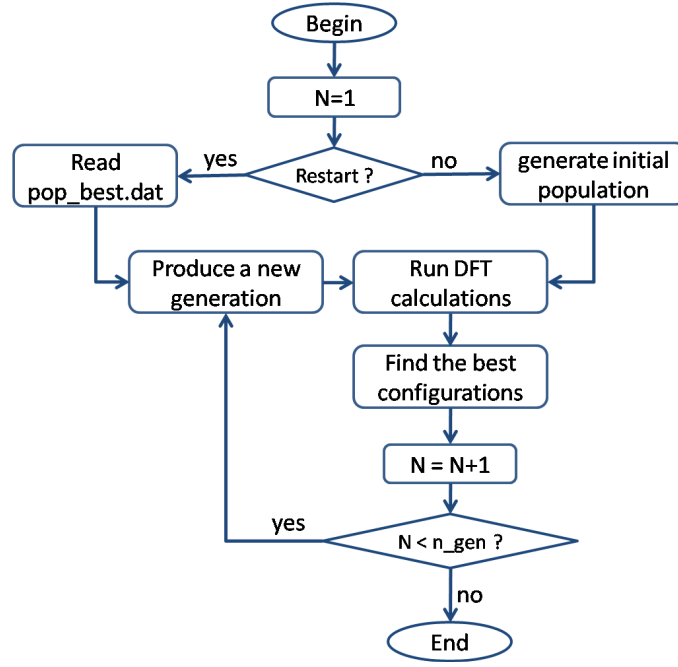 Begin
N=1
Restart ?
yes
no
Read
pop_best.dat
generate initial
population
Produce a new
generation
Run DFT
calculations
Find the best
configurations
N = N+1
N < n_gen ?
yes
no
End